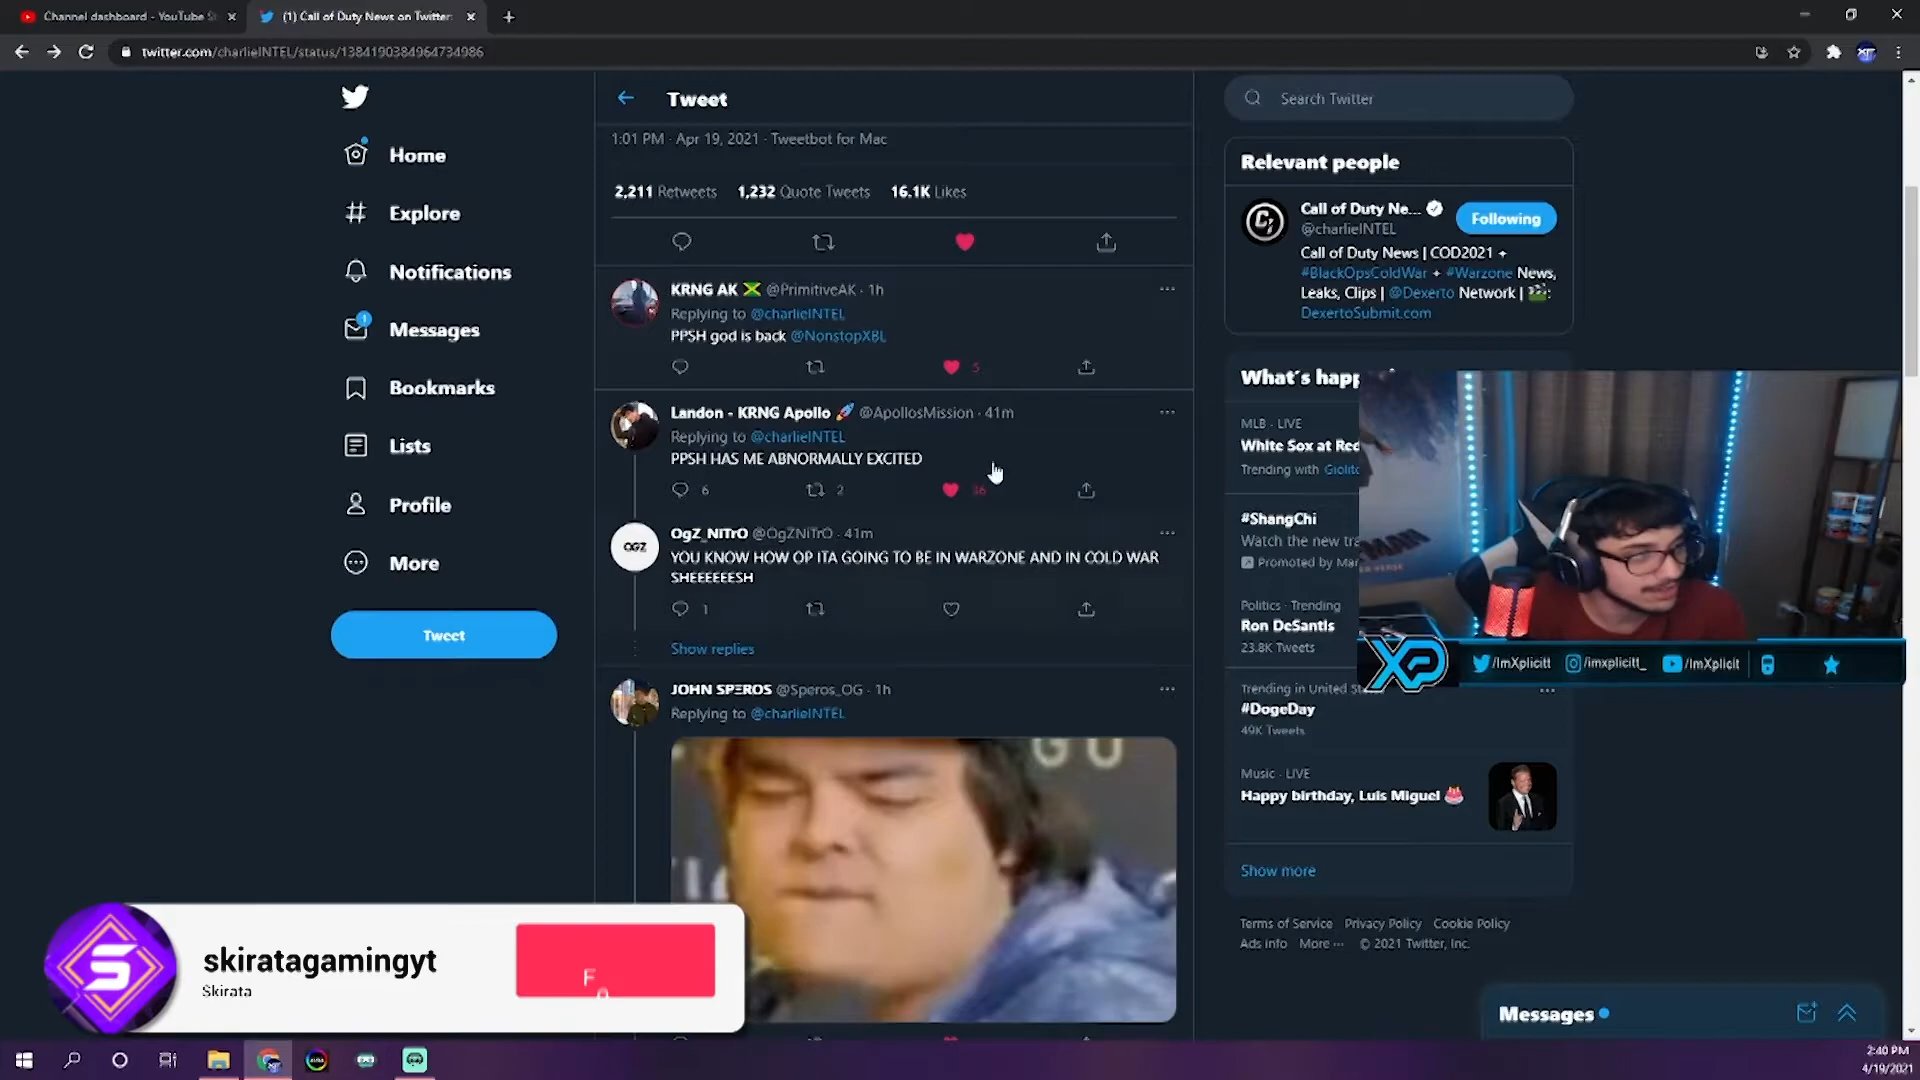 Channel dashboard - YouTube S
(1) Call of Duty News on Twitter:
twitter.com/charlieINTEL/status/1384190384964734986
Home
Explore
Notifications
1
Messages
Bookmarks
Lists
Profile
More
Tweet
Tweet
1:01 PM · Apr 19, 2021 · Tweetbot for Mac
2,211 Retweets 1,232 Quote Tweets 16.1K Likes
KRNG AK @PrimitiveAK · 1h
Replying to @charlieINTEL
PPSH god is back @NonstopXBL
5
Landon - KRNG Apollo @ApollosMission · 41m
Replying to @charlieINTEL
PPSH HAS ME ABNORMALLY EXCITED
6 2 36
OGZ
OgZ_NITrO @OgZNITrO · 41m
YOU KNOW HOW OP ITA GOING TO BE IN WARZONE AND IN COLD WAR
SHEEEEEESH
1
Show replies
JOHN SPEROS @Speros_OG · 1h
Replying to @charlieINTEL
Search Twitter
Relevant people
Call of Duty Ne...
@charlieINTEL
Following
Call of Duty News | COD2021 +
#BlackOpsColdWar + #Warzone News,
Leaks, Clips | @Dexerto Network |
DexertoSubmit.com
What's happ
MLB · LIVE
White Sox at Red
Trending with Giolito
#ShangChi
Watch the new tra
Promoted by Mar
Politics · Trending
Ron DeSantis
23.8K Tweets
Trending in United St
#DogeDay
49K Tweets
Music · LIVE
Happy birthday, Luis Miguel
Show more
Terms of Service Privacy Policy Cookie Policy
Ads info More ··· © 2021 Twitter, Inc.
Messages
XP
/ImXplicitt /imxplicitt_ /ImXplicit
S
skiratagamingyt
Skirata
F
o
2:40 PM
4/19/2021